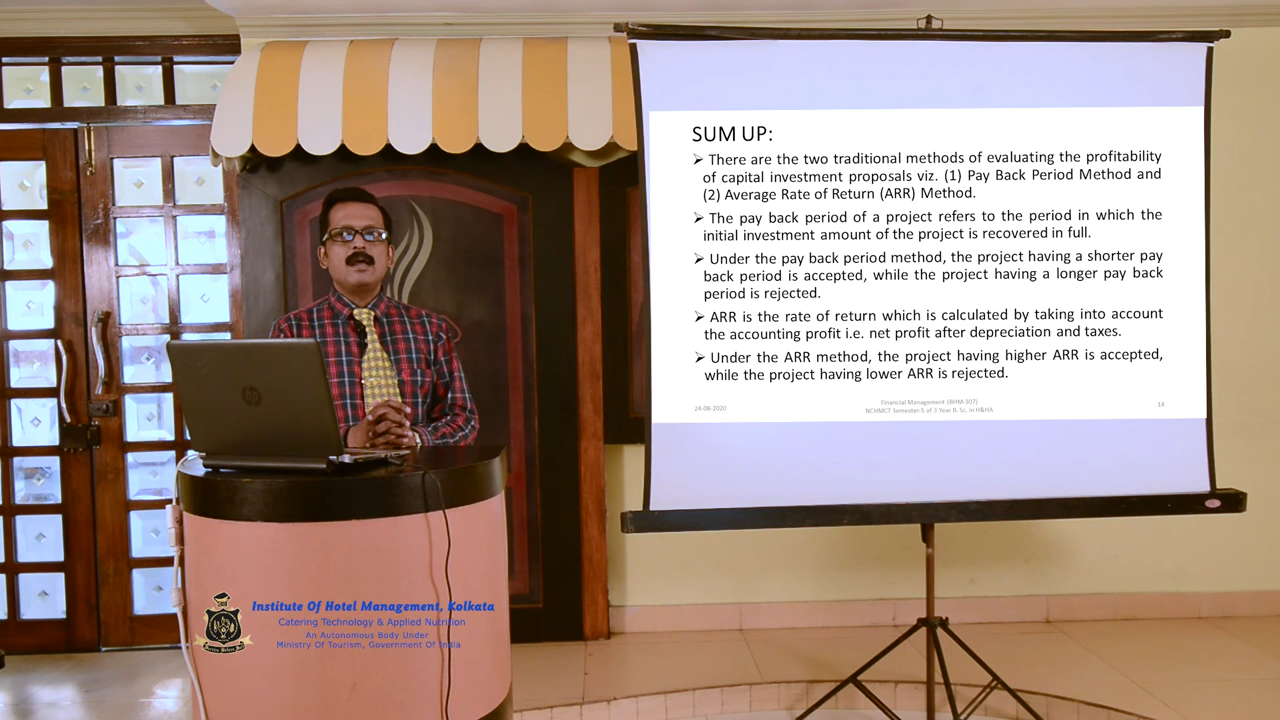 SUM UP:
➢ There are the two traditional methods of evaluating the profitability
of capital investment proposals viz. (1) Pay Back Period Method and
(2) Average Rate of Return (ARR) Method.
➢ The pay back period of a project refers to the period in which the
initial investment amount of the project is recovered in full.
➢ Under the pay back period method, the project having a shorter pay
back period is accepted, while the project having a longer pay back
period is rejected.
➢ ARR is the rate of return which is calculated by taking into account
the accounting profit i.e. net profit after depreciation and taxes.
➢ Under the ARR method, the project having higher ARR is accepted,
while the project having lower ARR is rejected.
24-08-2020
Financial Management (BHM-307)
NCHMCT Semester-5 of 3 Year B. Sc. in H&HA
14
hp
Institute Of Hotel Management, Kolkata
Catering Technology & Applied Nutrition
An Autonomous Body Under
Ministry Of Tourism, Government Of India